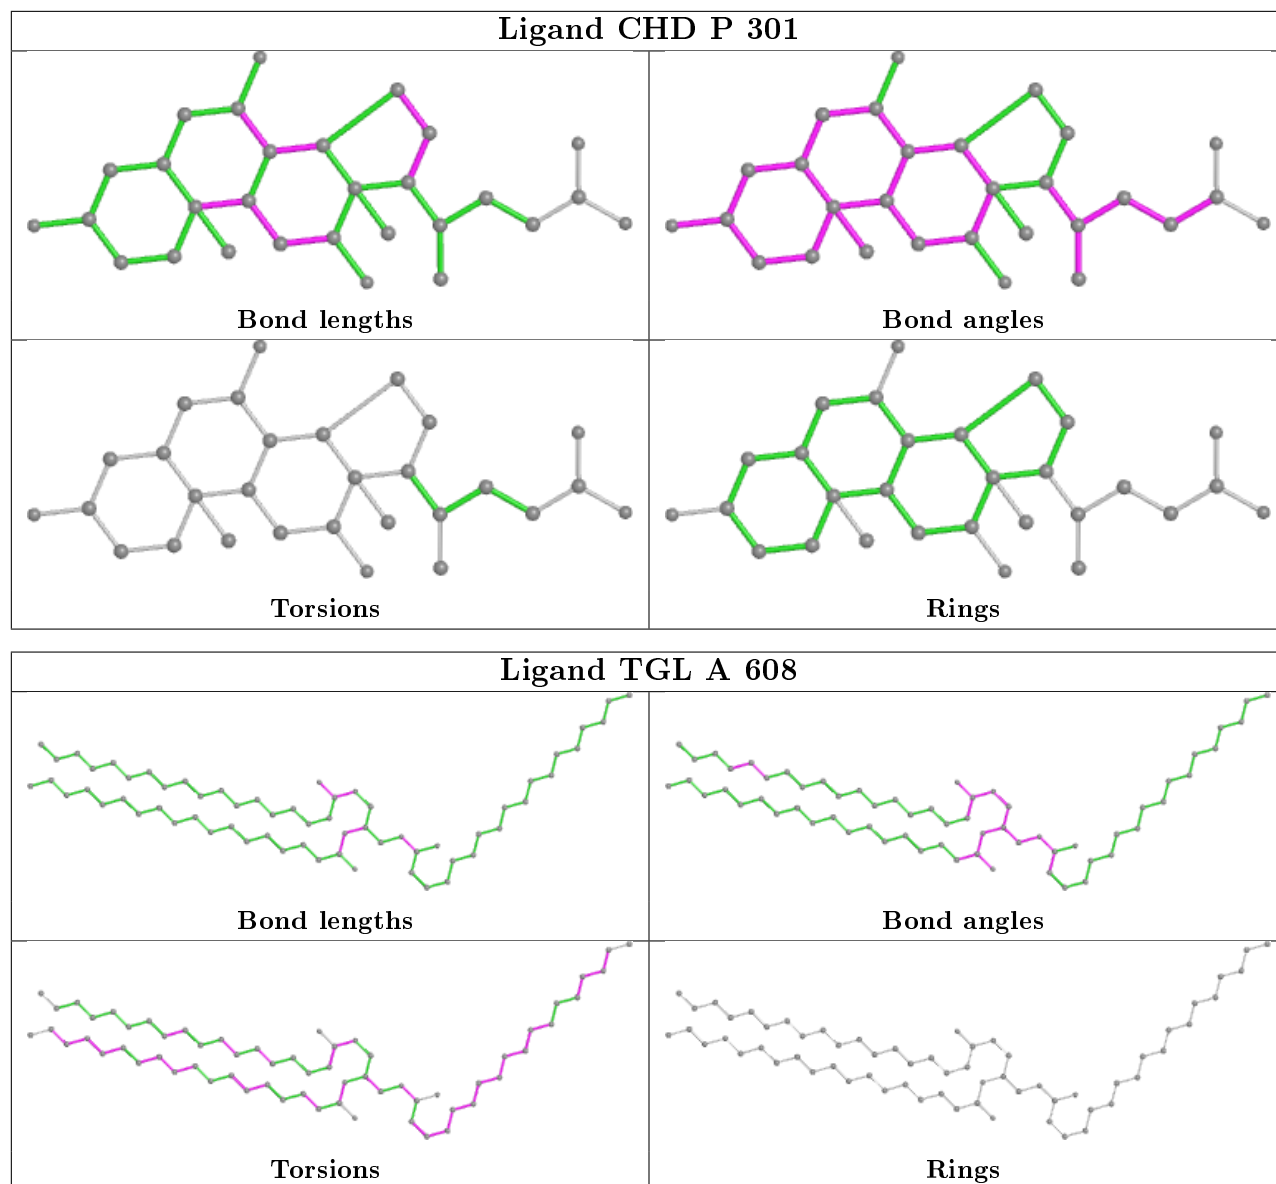 Ligand CHD P 301
Bond lengths
Bond angles
Torsions
Rings
Ligand TGL A 608
Bond lengths
Bond angles
Torsions
Rings